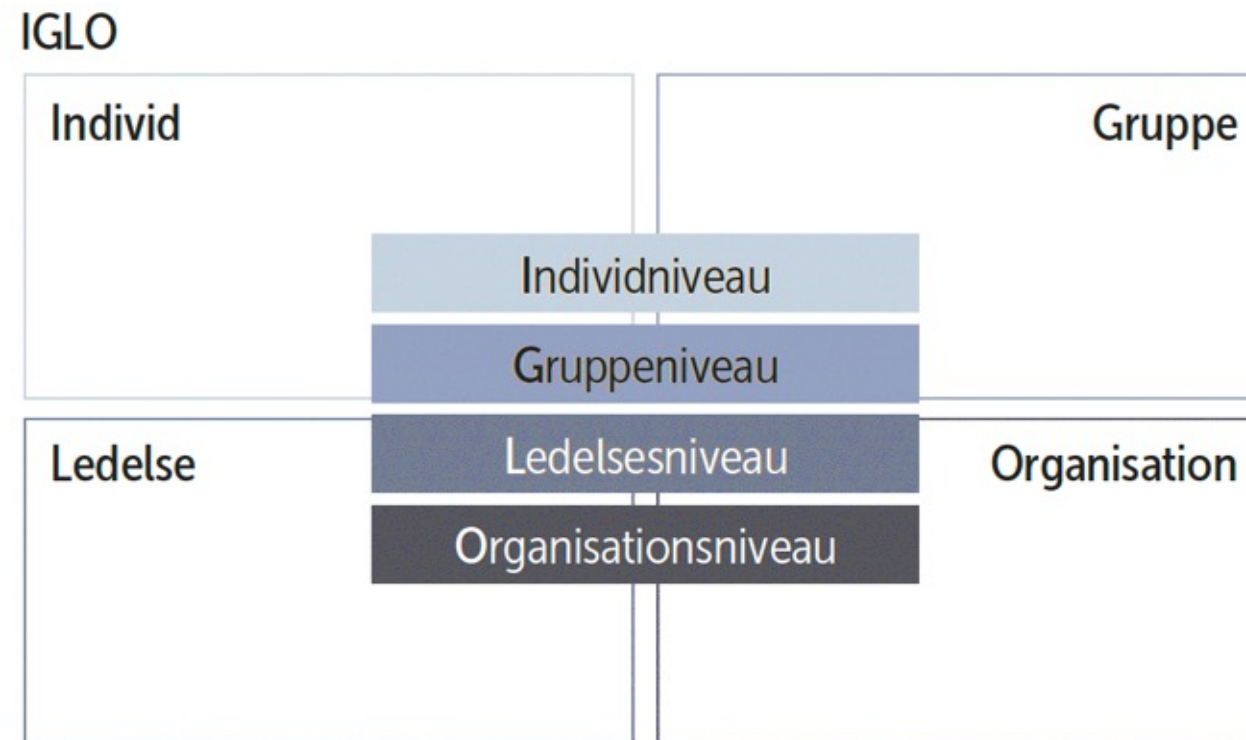 IGLO
Individ
Gruppe
Individniveau
Gruppeniveau
Ledelse
Ledelsesniveau
Organisation
Organisationsniveau